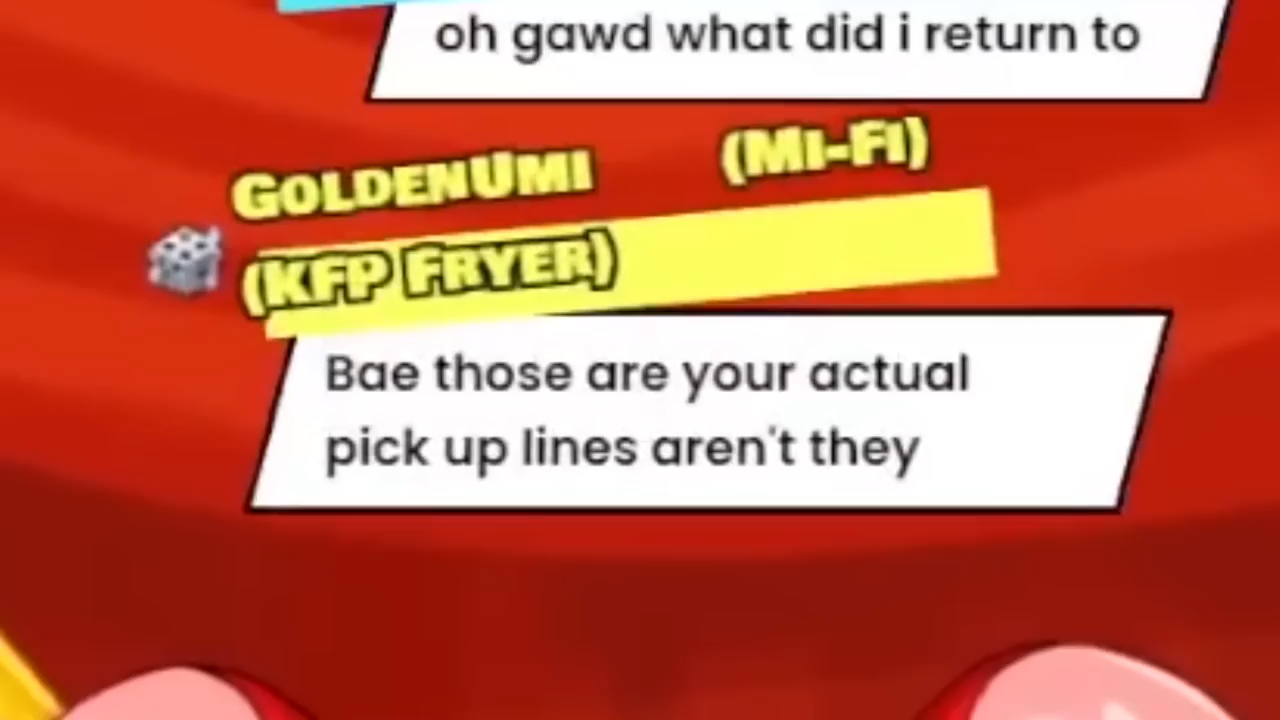 oh gawd what did i return to
GOLDENUMI (MI-FI)
(KFP FRYER)
Bae those are your actual
pick up lines aren't they